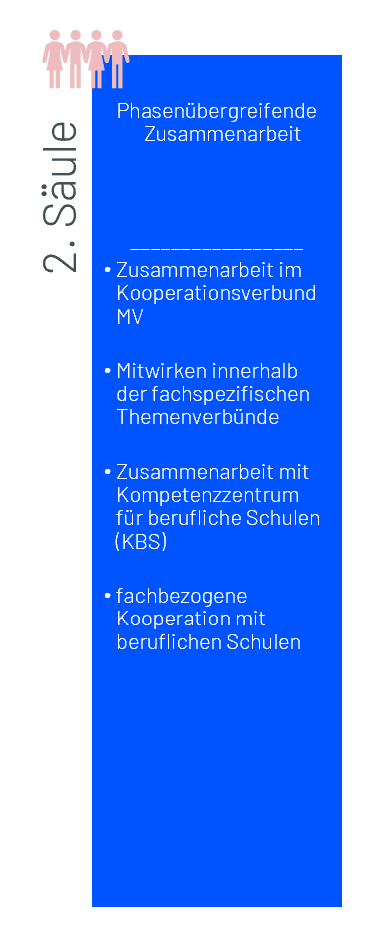 2. Säule
Phasenübergreifende
Zusammenarbeit
_________________
• Zusammenarbeit im
Kooperationsverbund
MV
• Mitwirken innerhalb
der fachspezifischen
Themenverbünde
• Zusammenarbeit mit
Kompetenzzentrum
für berufliche Schulen
(KBS)
• fachbezogene
Kooperation mit
beruflichen Schulen